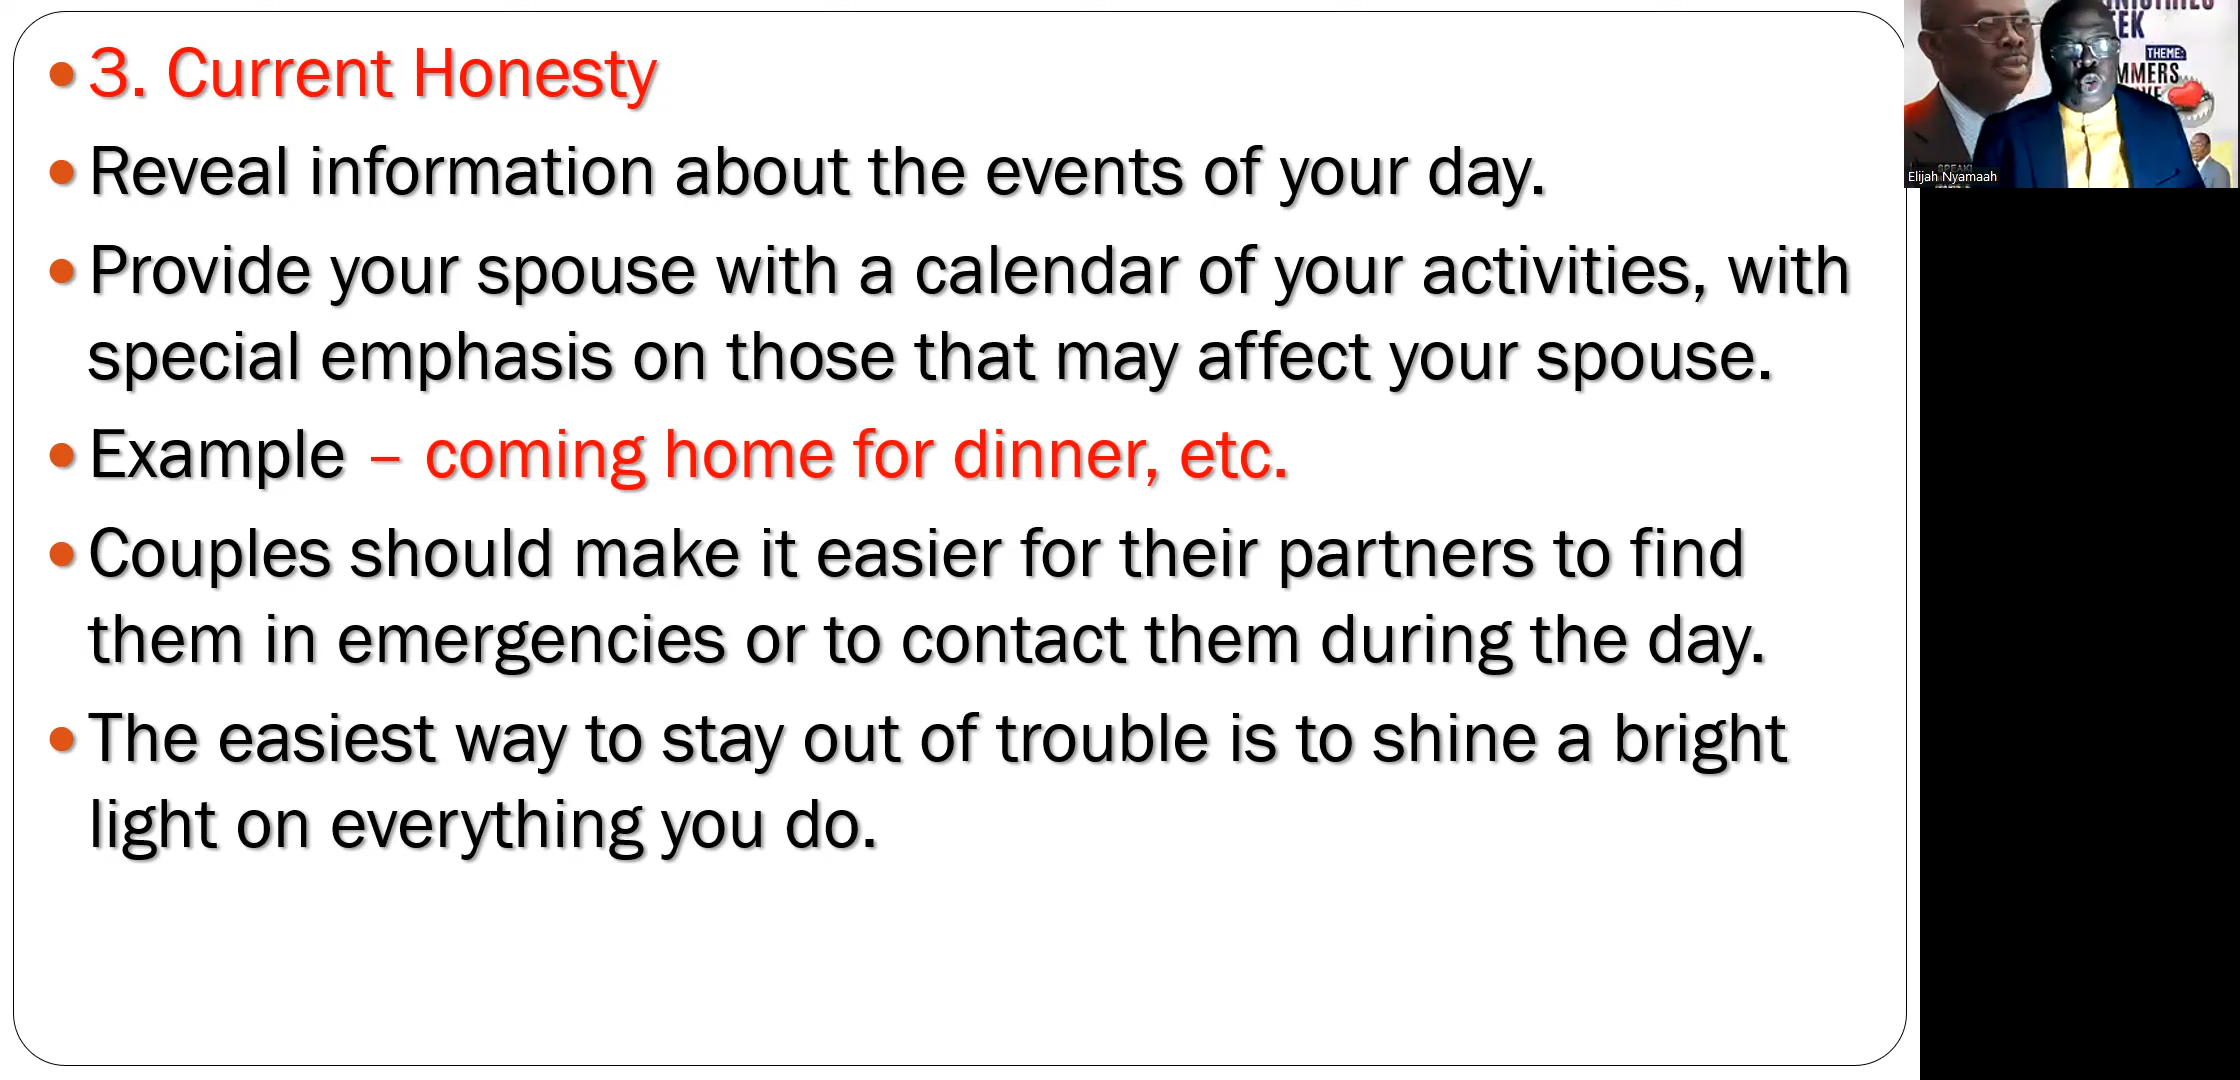 • 3. Current Honesty
• Reveal information about the events of your day.
• Provide your spouse with a calendar of your activities, with
special emphasis on those that may affect your spouse.
• Example – coming home for dinner, etc.
• Couples should make it easier for their partners to find
them in emergencies or to contact them during the day.
• The easiest way to stay out of trouble is to shine a bright
light on everything you do.
THEME:
Elijah Nyamaah